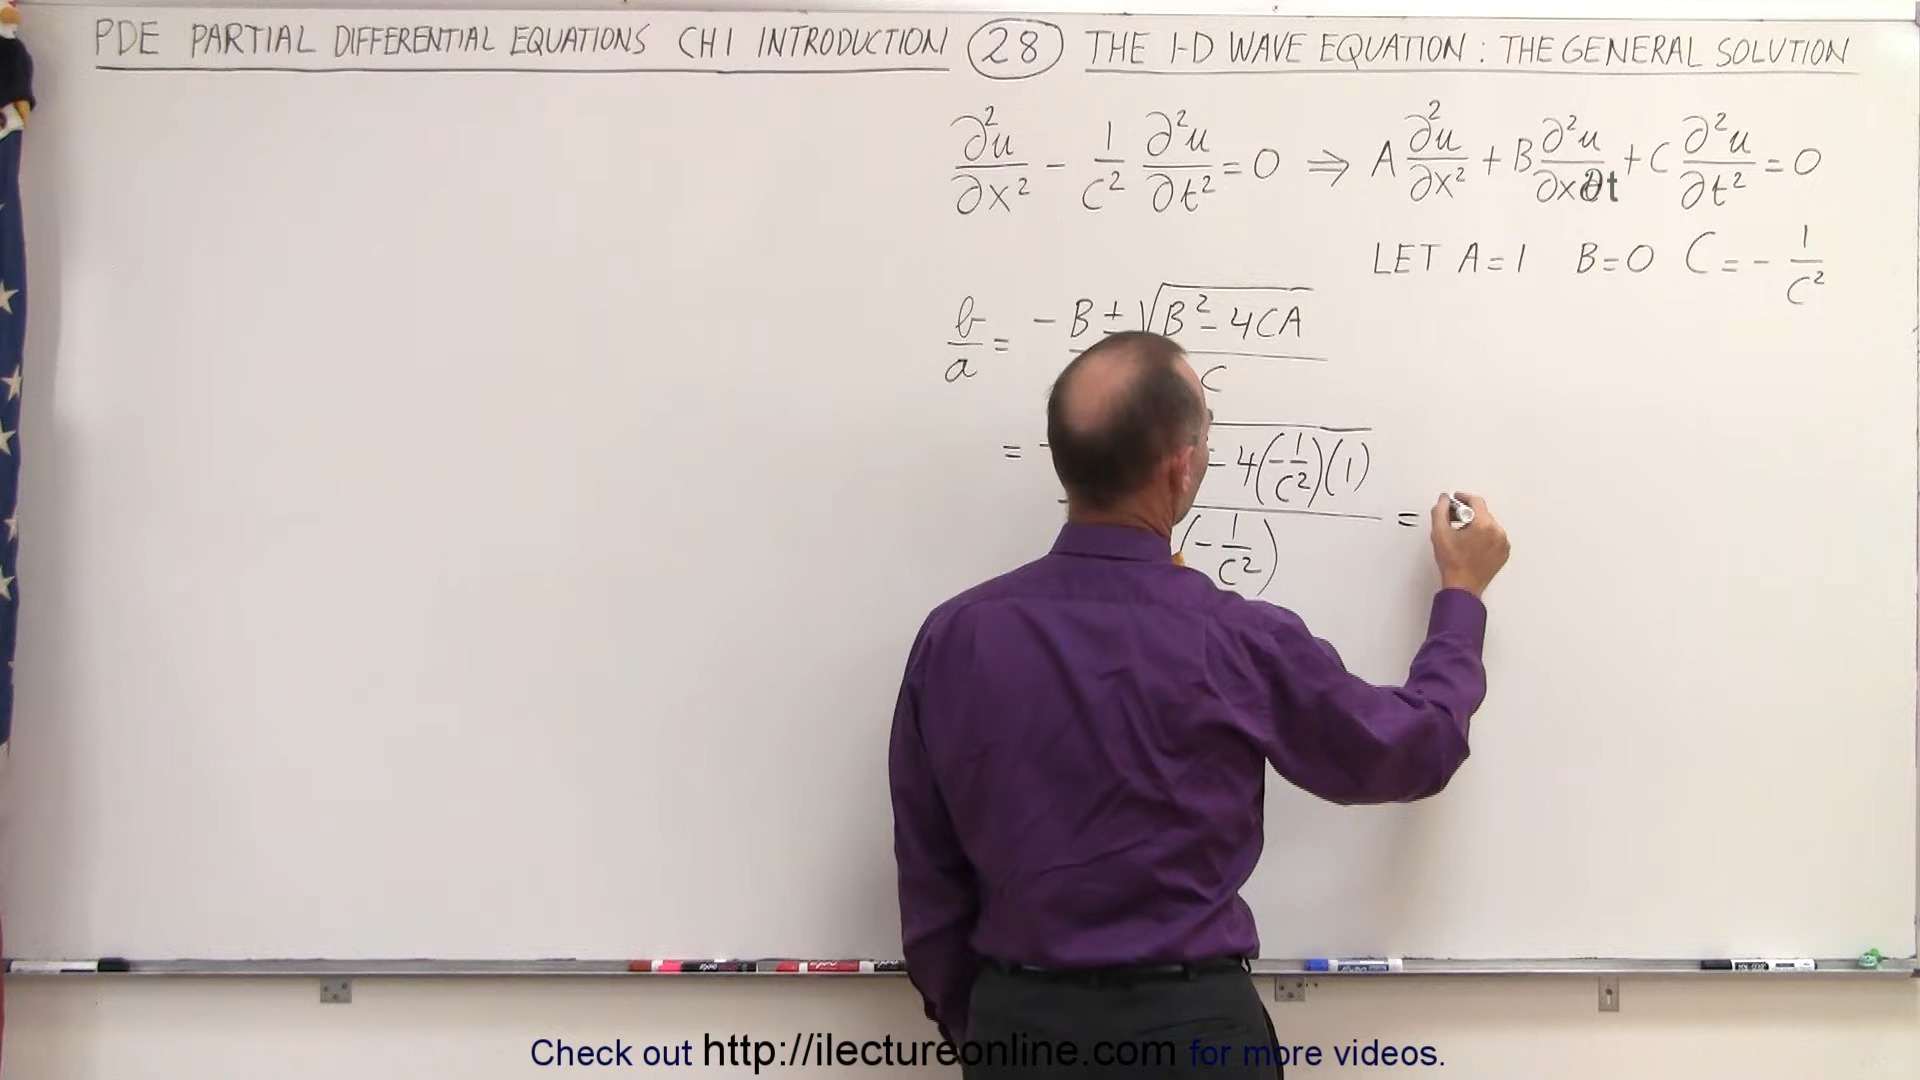 PDE PARTIAL DIFFERENTIAL EQUATIONS CH 1 INTRODUCTION 28 THE 1-D WAVE EQUATION : THE GENERAL SOLUTION
∂²u/∂x² - 1/c² ∂²u/∂t² = 0 ⇒ A ∂²u/∂x² + B ∂²u/∂x∂t + C ∂²u/∂t² = 0
LET A = 1 B = 0 C = - 1/c²
b/a = - B ± √B² - 4CA / C
= - 4(-1/c²)(1) / (-1/c²) =
Check out http://ilectureonline.com for more videos.